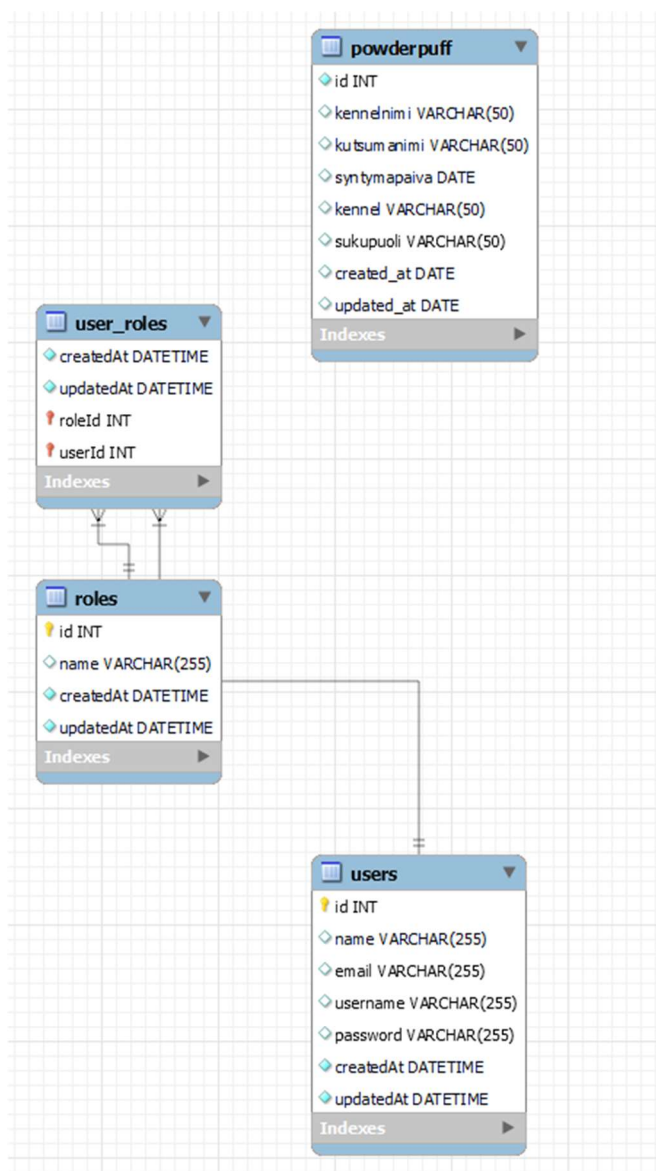 powderpuff
id INT
kennelnimi VARCHAR(50)
kutsumanimi VARCHAR(50)
syntymapaiva DATE
kennel VARCHAR(50)
sukupuoli VARCHAR(50)
created_at DATE
updated_at DATE
Indexes
user_roles
createdAt DATETIME
updatedAt DATETIME
roleId INT
userId INT
Indexes
roles
id INT
name VARCHAR(255)
createdAt DATETIME
updatedAt DATETIME
Indexes
users
id INT
name VARCHAR(255)
email VARCHAR(255)
username VARCHAR(255)
password VARCHAR(255)
createdAt DATETIME
updatedAt DATETIME
Indexes